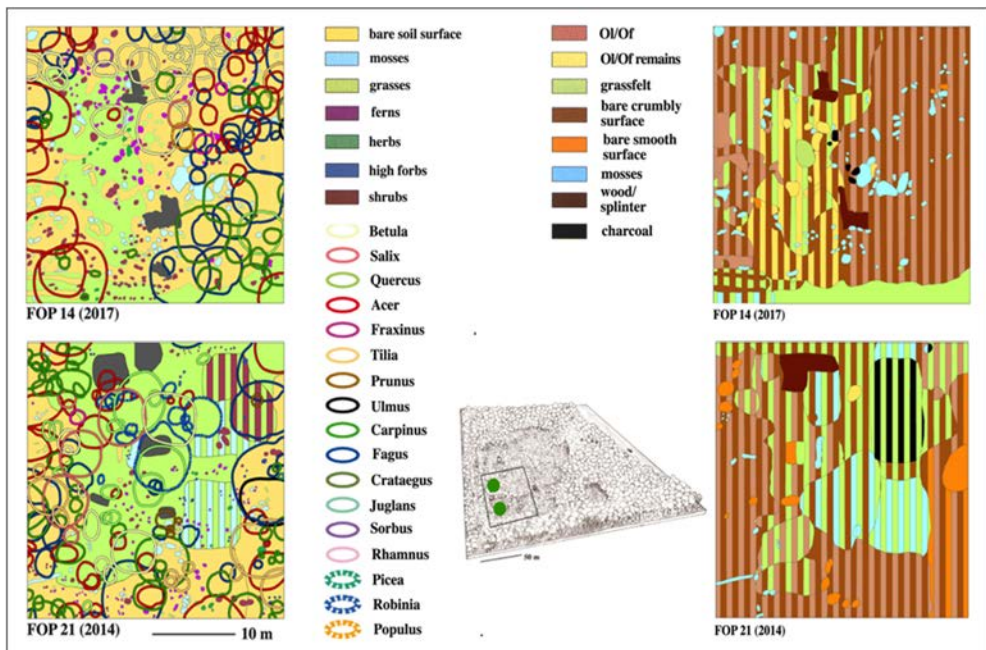 bare soil surface
mosses
grasses
ferns
herbs
high forbs
shrubs
Betula
Salix
Quercus
Acer
Fraxinus
Tilia
Prunus
Ulmus
Carpinus
Fagus
Crataegus
Juglans
Sorbus
Rhamnus
Picea
Robinia
Populus
Ol/Of
Ol/Of remains
grassfelt
bare crumbly
surface
bare smooth
surface
mosses
wood/
splinter
charcoal
FOP 14 (2017)
FOP 14 (2017)
50 m
FOP 21 (2014)
10 m
FOP 21 (2014)